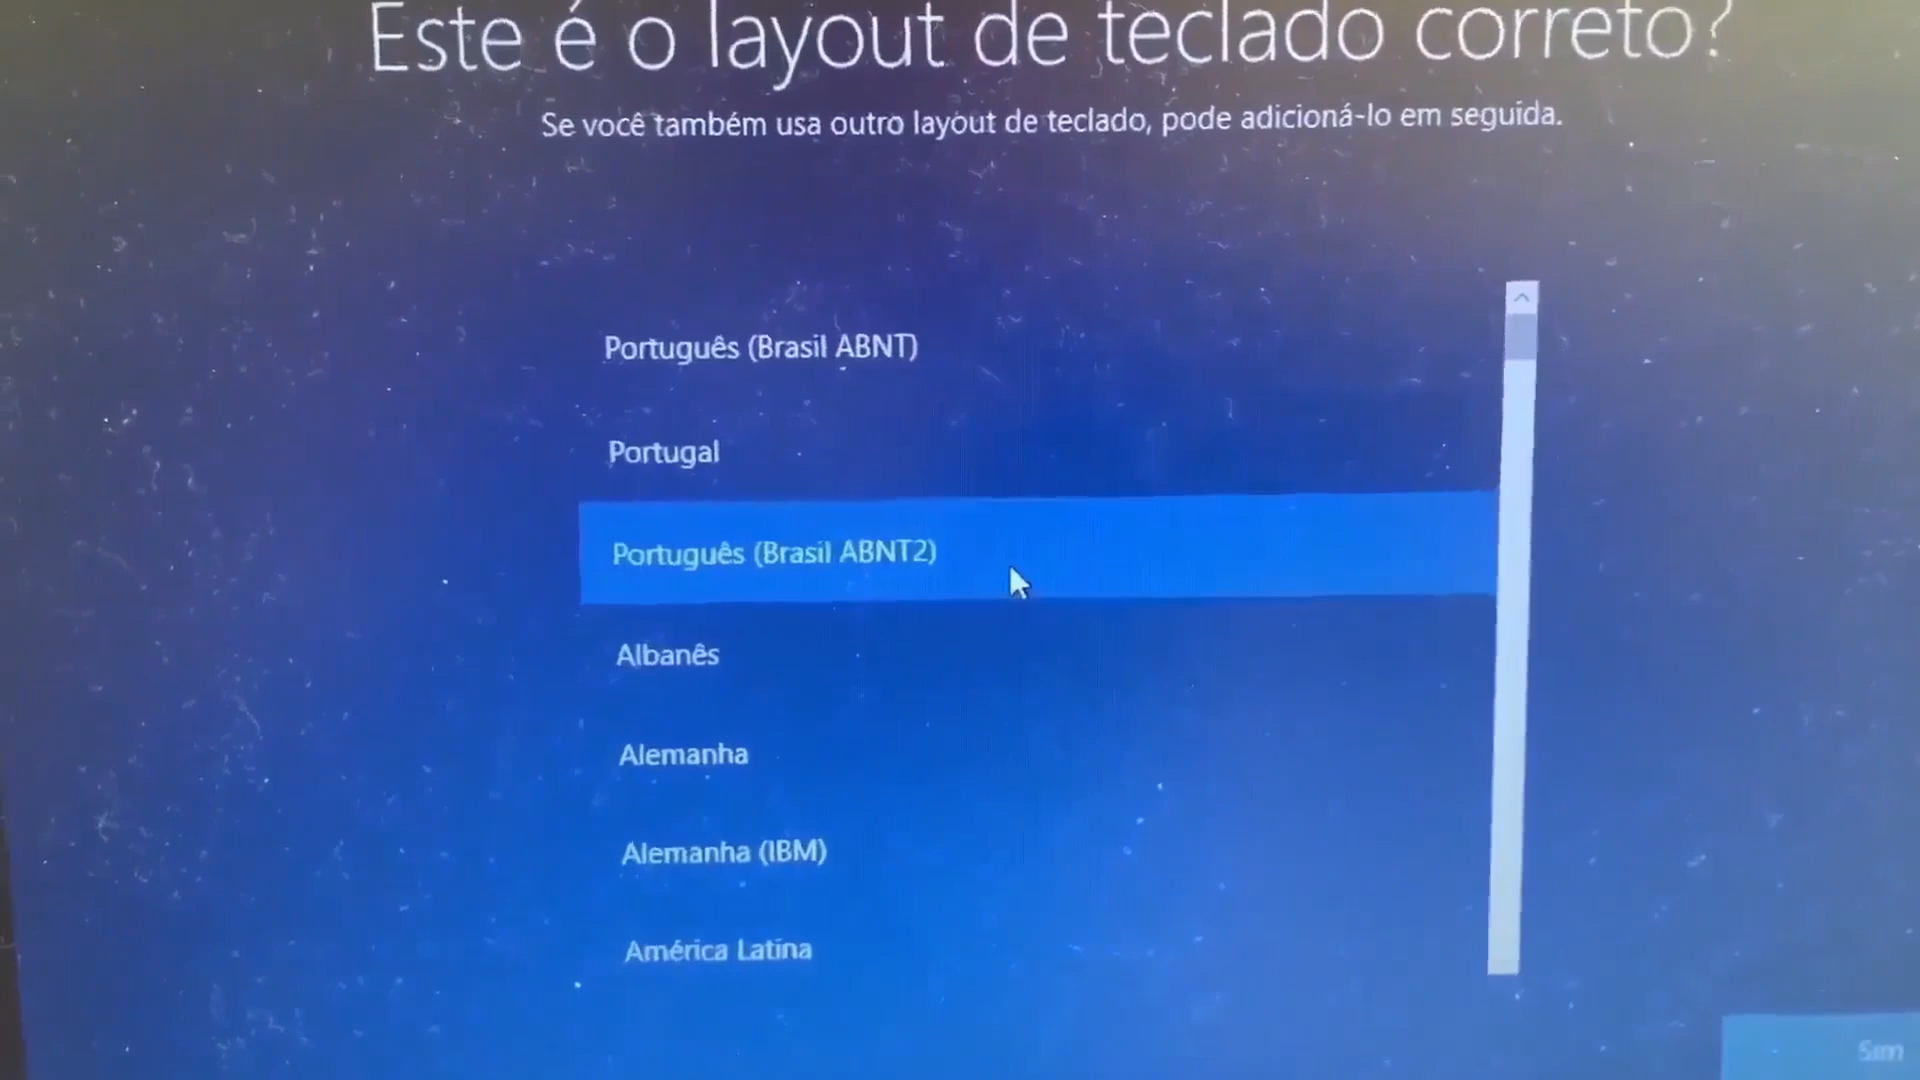 Este é o layout de teclado correto?
Se você também usa outro layout de teclado, pode adicioná-lo em seguida.
Português (Brasil ABNT)
Portugal
Português (Brasil ABNT2)
Albanês
Alemanha
Alemanha (IBM)
América Latina
Sim